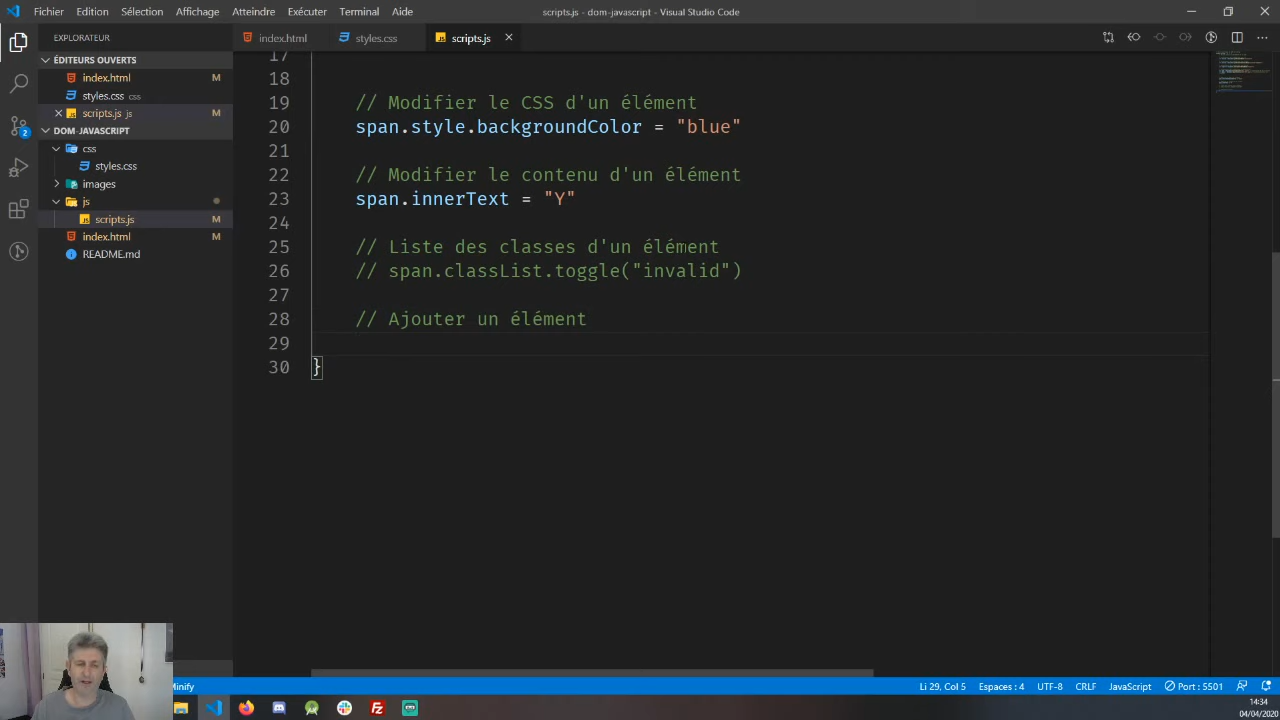 Fichier Edition Sélection Affichage Atteindre Exécuter Terminal Aide
scripts.js - dom-javascript - Visual Studio Code
EXPLORATEUR
index.html
styles.css
scripts.js
ÉDITEURS OUVERTS
index.html M
styles.css css
scripts.js js M
DOM-JAVASCRIPT
css
styles.css
images
js
scripts.js M
index.html M
README.md
2
17
18
19 // Modifier le CSS d'un élément
20 span.style.backgroundColor = "blue"
21
22 // Modifier le contenu d'un élément
23 span.innerText = "Y"
24
25 // Liste des classes d'un élément
26 // span.classList.toggle("invalid")
27
28 // Ajouter un élément
29
30 }
Minify
Li 29, Col 5 Espaces : 4 UTF-8 CRLF JavaScript Port : 5501
14:34
04/04/2020